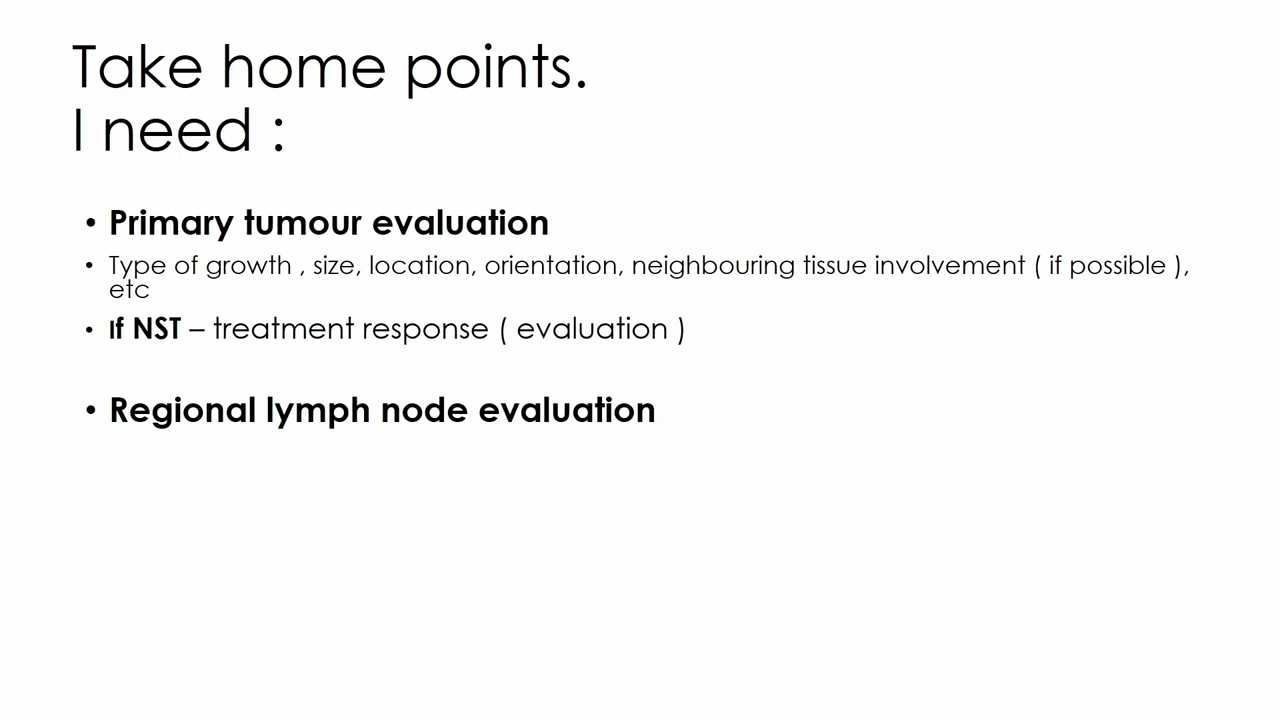 Take home points.
I need :
• Primary tumour evaluation
• Type of growth , size, location, orientation, neighbouring tissue involvement ( if possible ),
etc
• If NST – treatment response ( evaluation )
• Regional lymph node evaluation